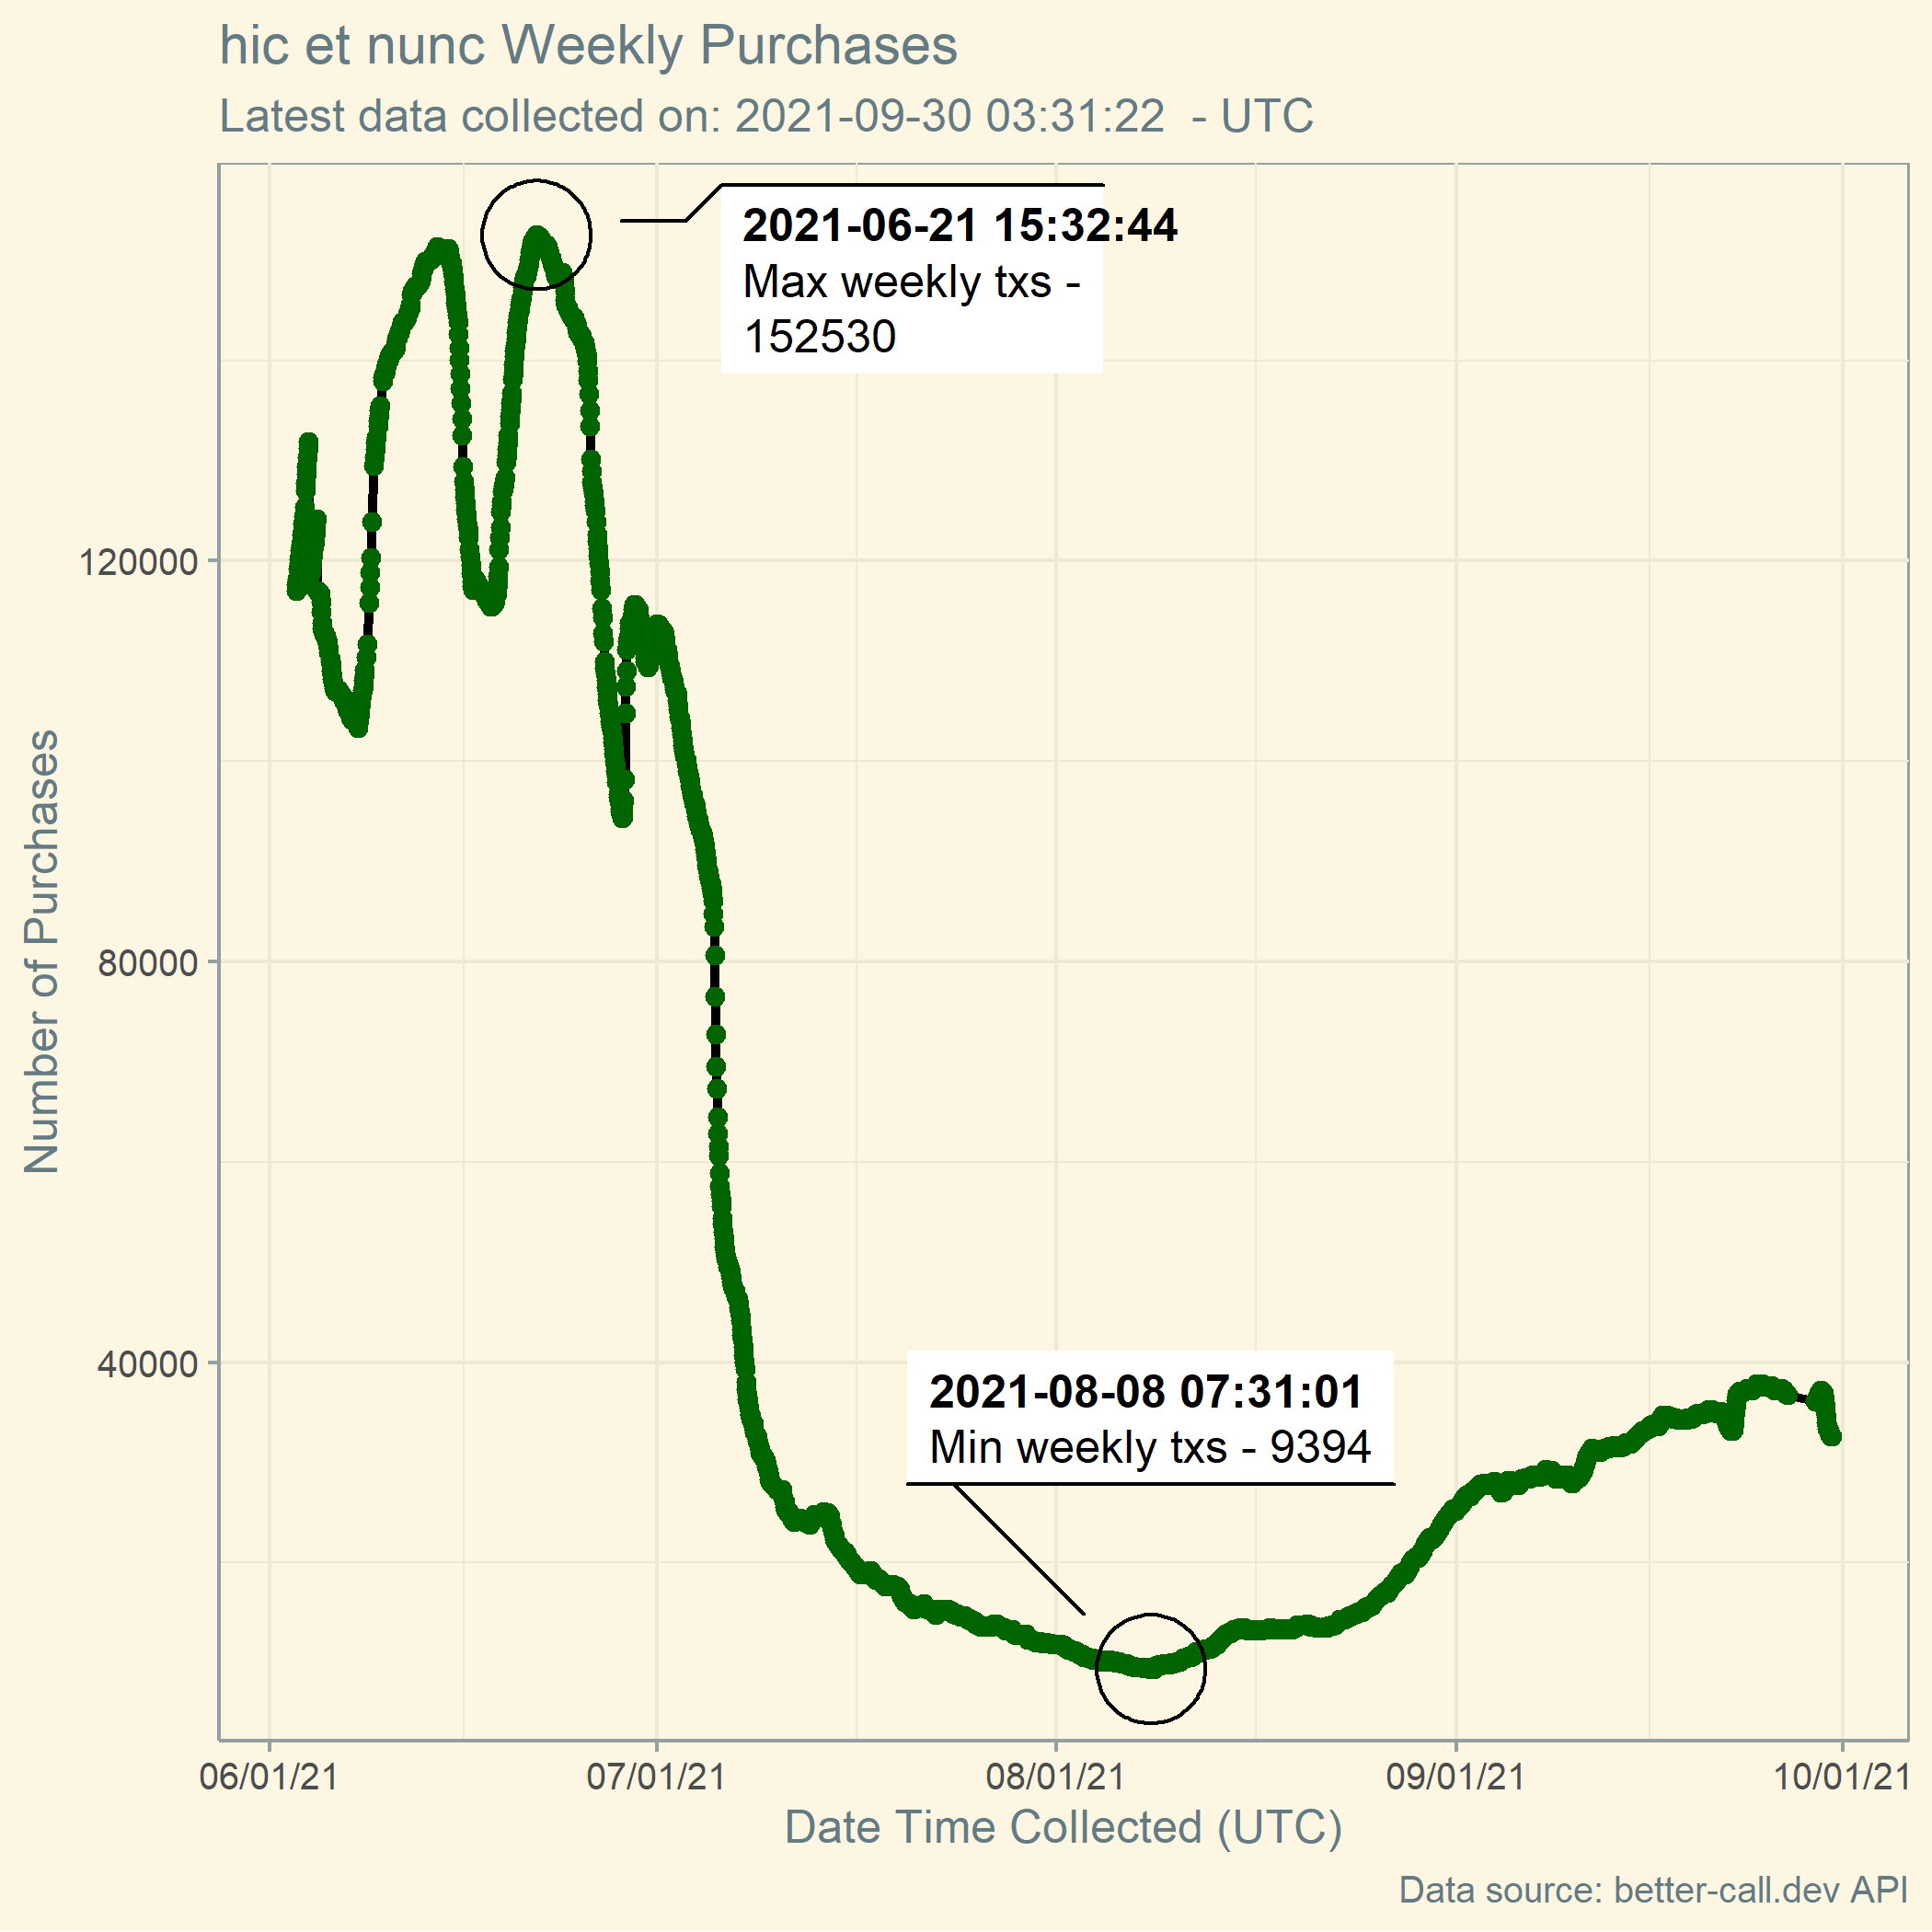 hic et nunc Weekly Purchases
Latest data collected on: 2021-09-30 03:31:22  - UTC
2021-06-21 15:32:44
Max weekly txs -
152530
120000
80000
40000
Number of Purchases
2021-08-08 07:31:01
Min weekly txs - 9394
06/01/21 07/01/21 08/01/21 09/01/21 10/01/21
Date Time Collected (UTC)
Data source: better-call.dev API